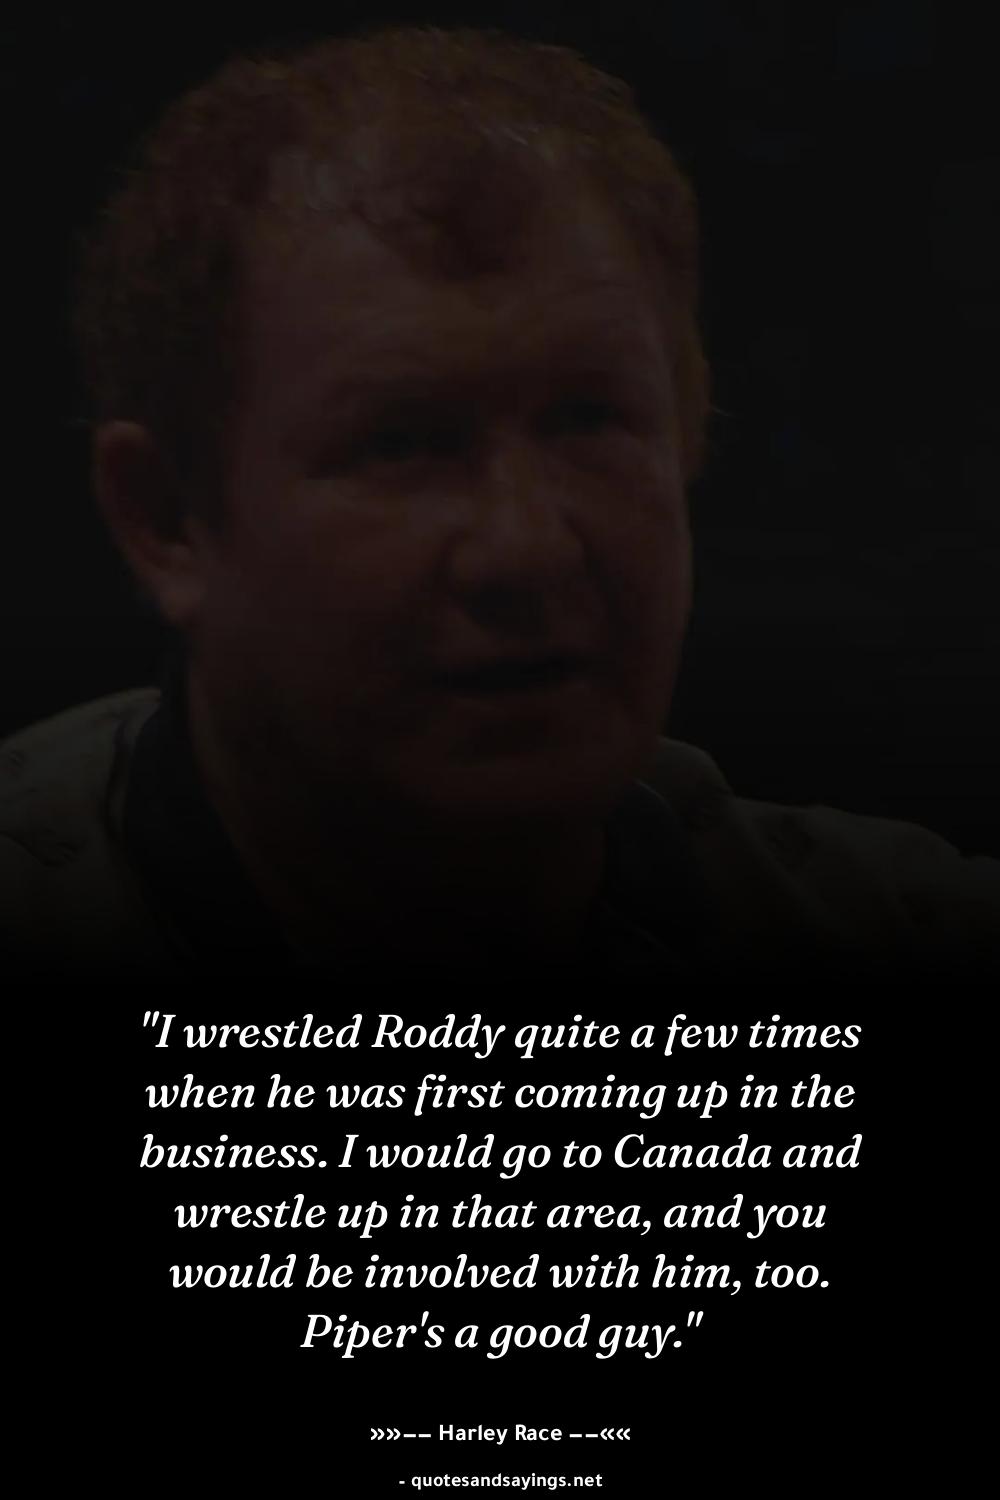 "I wrestled Roddy quite a few times
when he was first coming up in the
business. I would go to Canada and
wrestle up in that area, and you
would be involved with him, too.
Piper's a good guy."
»»–– Harley Race ––««
- quotesandsayings.net